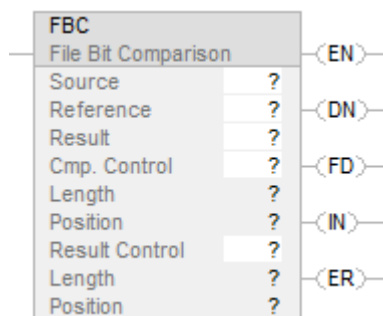 FBC
File Bit Comparison
Source ?
Reference ?
Result ?
Cmp. Control ?
Length ?
Position ?
Result Control ?
Length ?
Position ?
EN
DN
FD
IN
ER